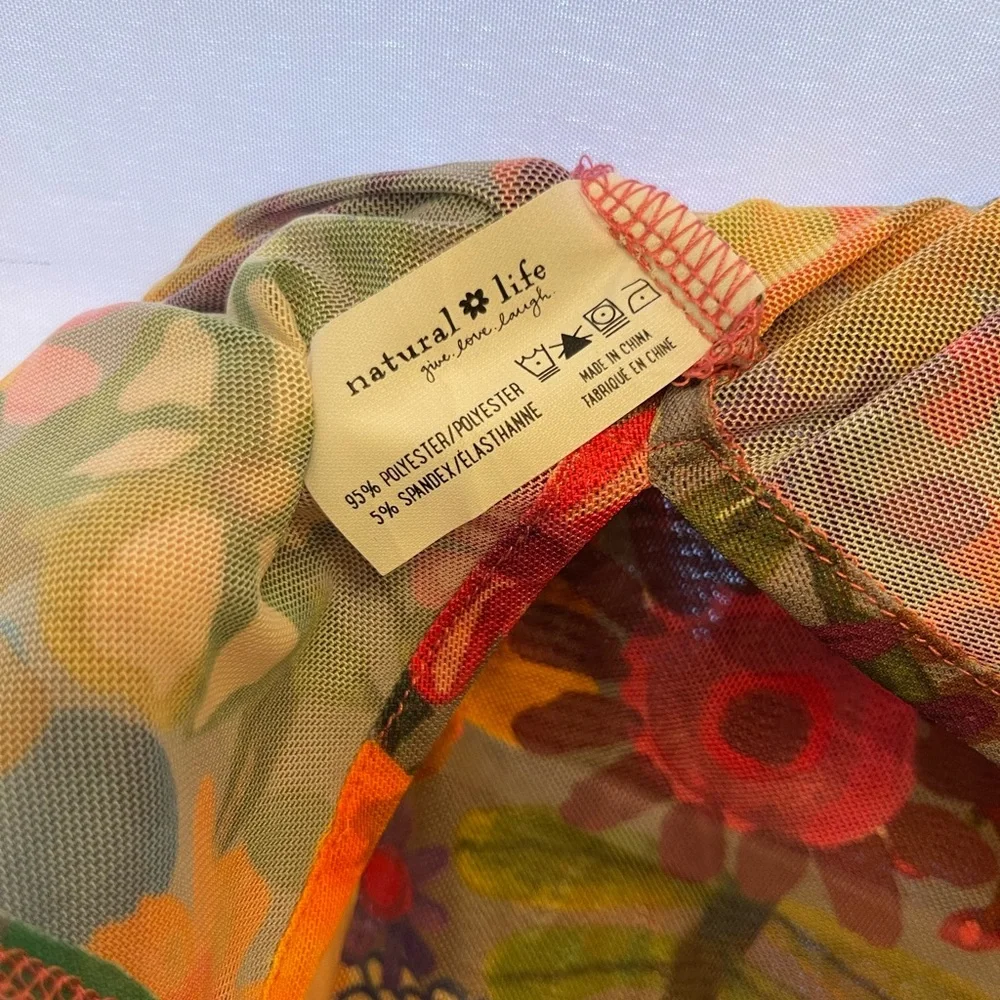 natural life
give. love. laugh.
95% POLYESTER/POLYESTER
5% SPANDEX/ÉLASTHANNE
MADE IN CHINA
FABRIQUÉ EN CHINE